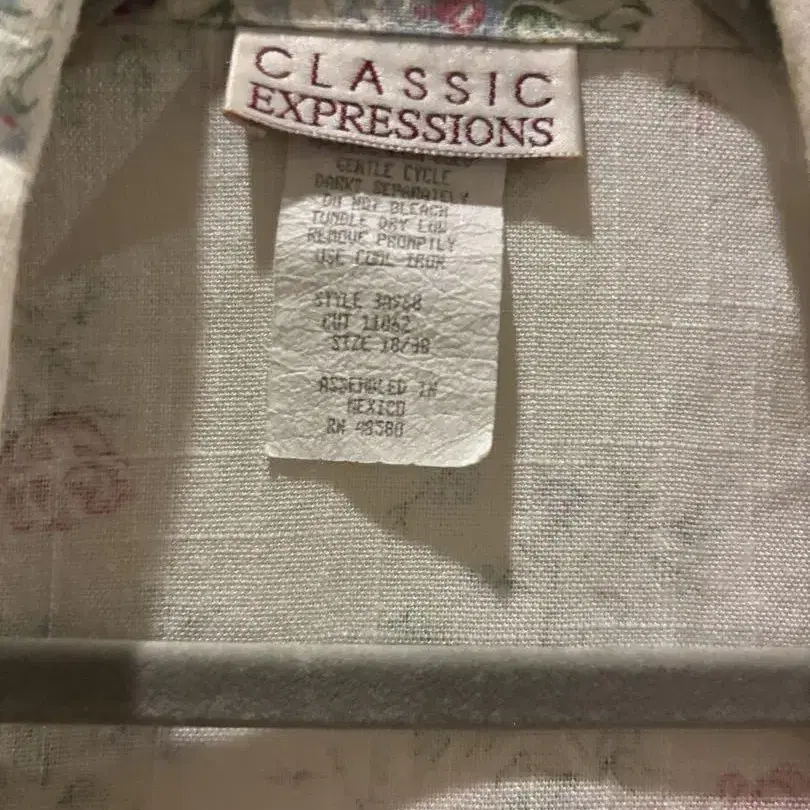 CLASSIC
EXPRESSIONS
GENTLE CYCLE
DARKS SEPARATELY
DO NOT BLEACH
TUMBLE DRY LOW
REMOVE PROMPTLY
USE COOL IRON
STYLE
CUT 11062
SIZE 18/38
ASSEMBLED IN
MEXICO
RN 48580